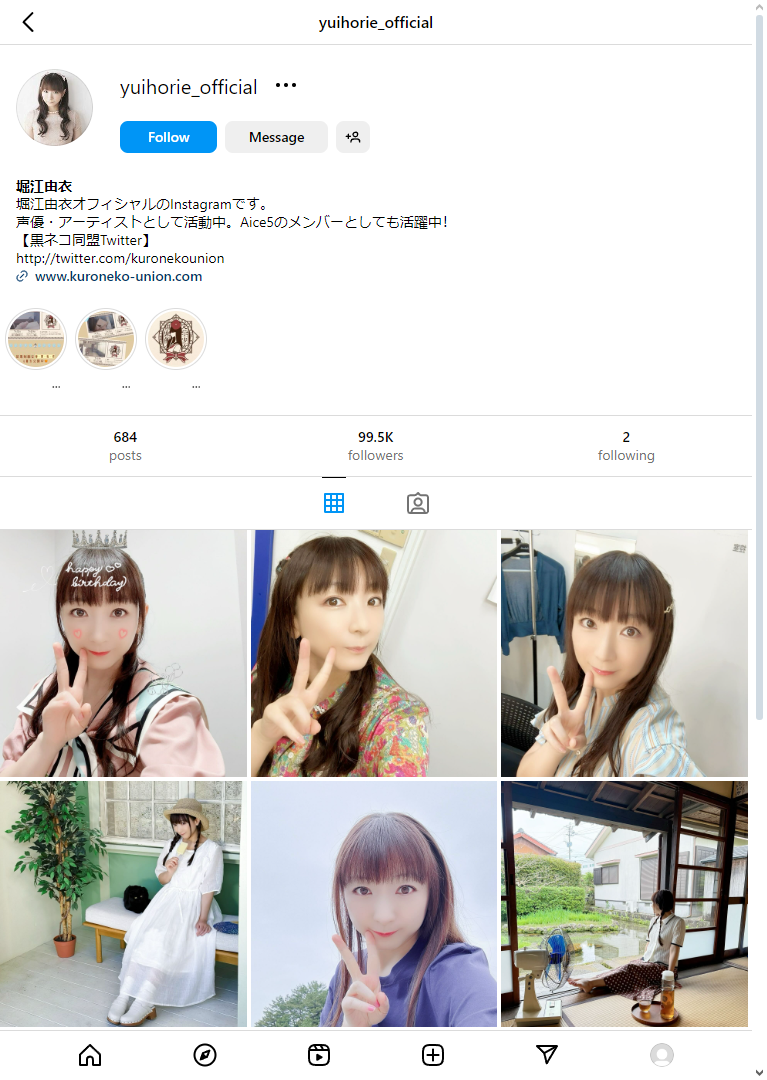 yuihorie_official
yuihorie_official
Follow
Message
堀江由衣
堀江由衣オフィシャルのInstagramです。
声優・アーティストとして活動中。Aice5のメンバーとしても活躍中!
【黒ネコ同盟Twitter】
http://twitter.com/kuronekounion
www.kuroneko-union.com
... ... ...
684 99.5K 2
posts followers following
happy
birthday